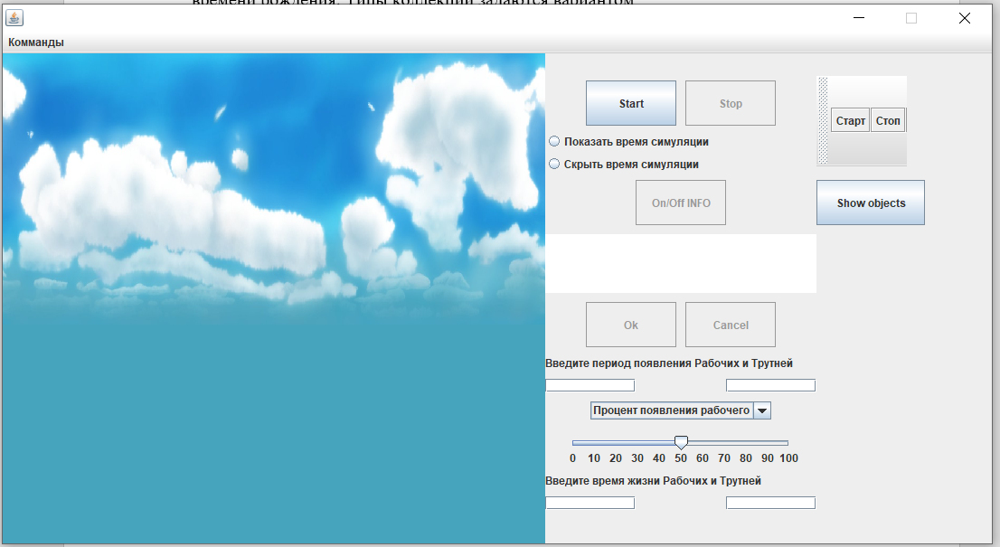 времени рождения. Типы коллекций задаются вариантом
Комманды
Start
Stop
Старт
Стоп
Показать время симуляции
Скрыть время симуляции
On/Off INFO
Show objects
Ok
Cancel
Введите период появления Рабочих и Трутней
Процент появления рабочего
0 10 20 30 40 50 60 70 80 90 100
Введите время жизни Рабочих и Трутней